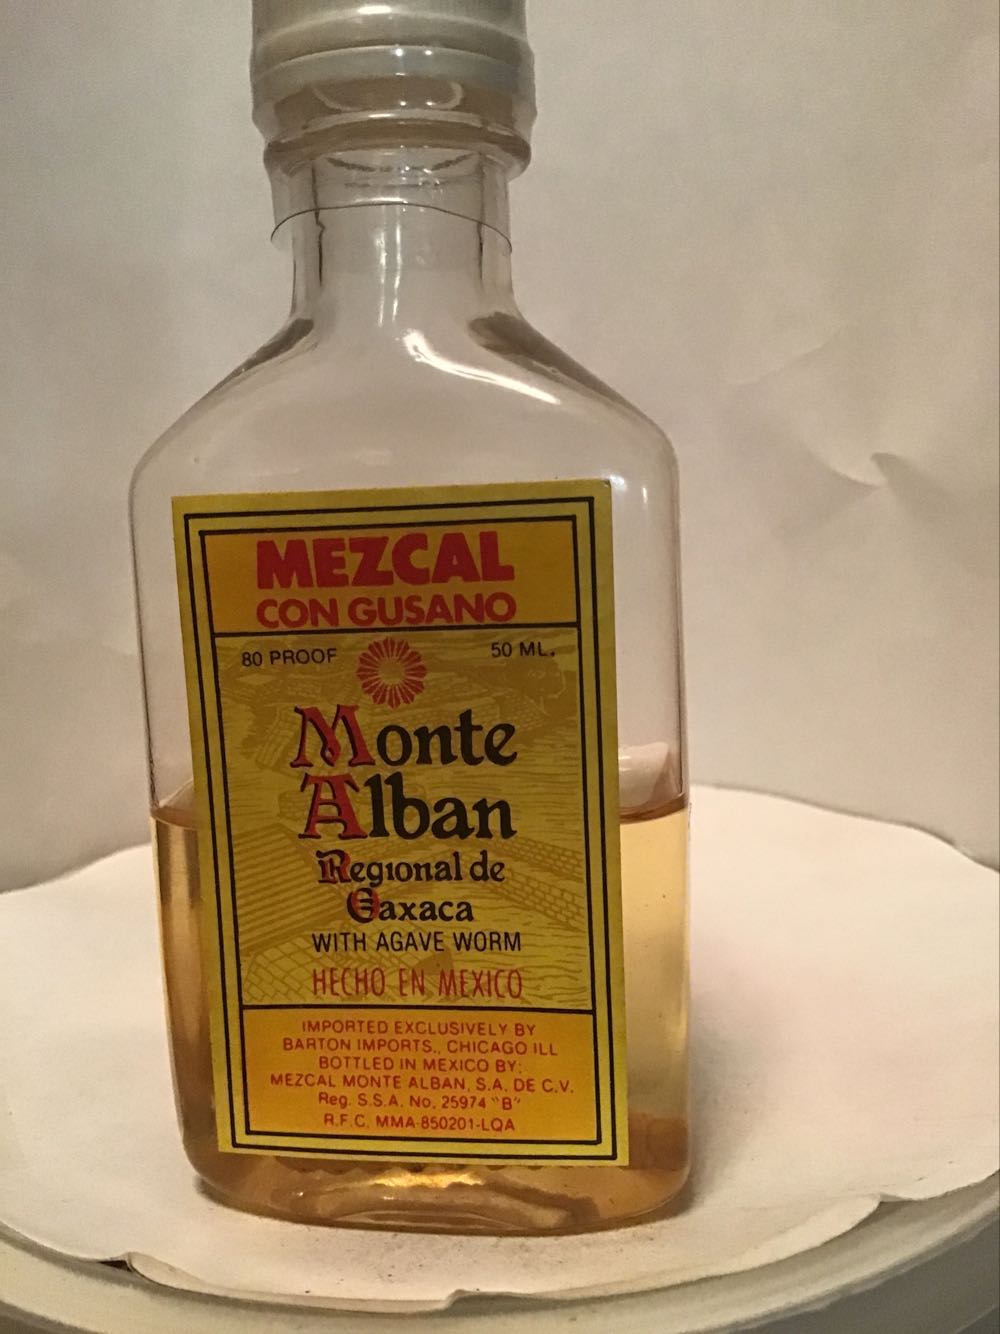 MEZCAL
CON GUSANO
80 PROOF 50 ML.
Monte
Alban
Regional de
Oaxaca
WITH AGAVE WORM
HECHO EN MEXICO
IMPORTED EXCLUSIVELY BY
BARTON IMPORTS., CHICAGO ILL
BOTTLED IN MEXICO BY:
MEZCAL MONTE ALBAN, S.A. DE C.V.
Reg. S.S.A. No. 25974 "B"
R.F.C. MMA-850201-LQA